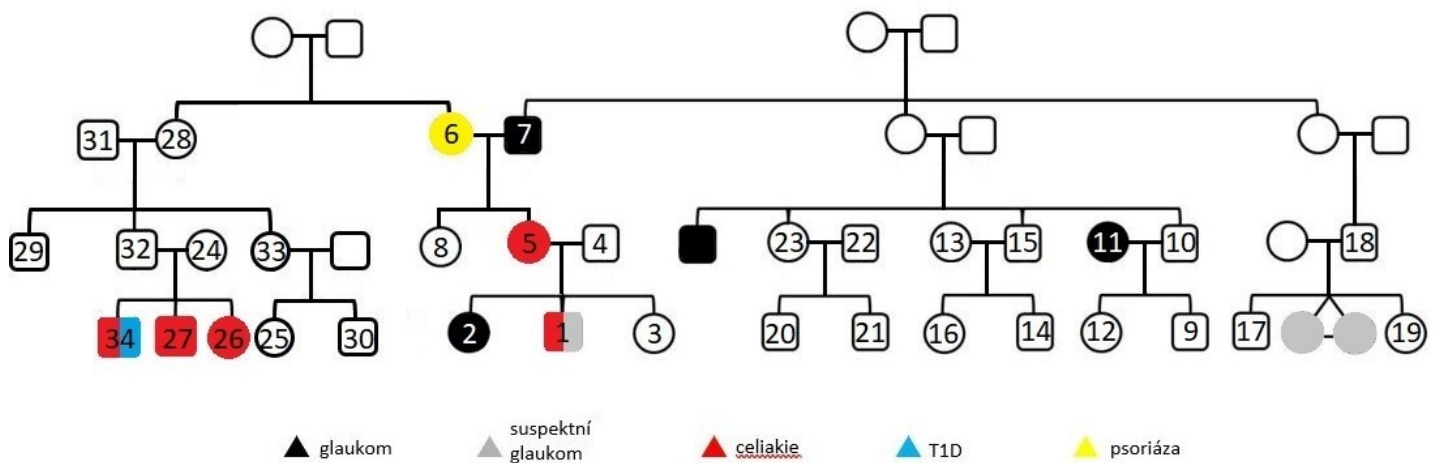 31 28 6 7
29 32 24 33 8 5 4 23 22 13 15 11 10 18
34 27 26 25 30 2 1 3 20 21 16 14 12 9 17 19
glaukom
suspektní
glaukom
celiakie
T1D
psoriáza